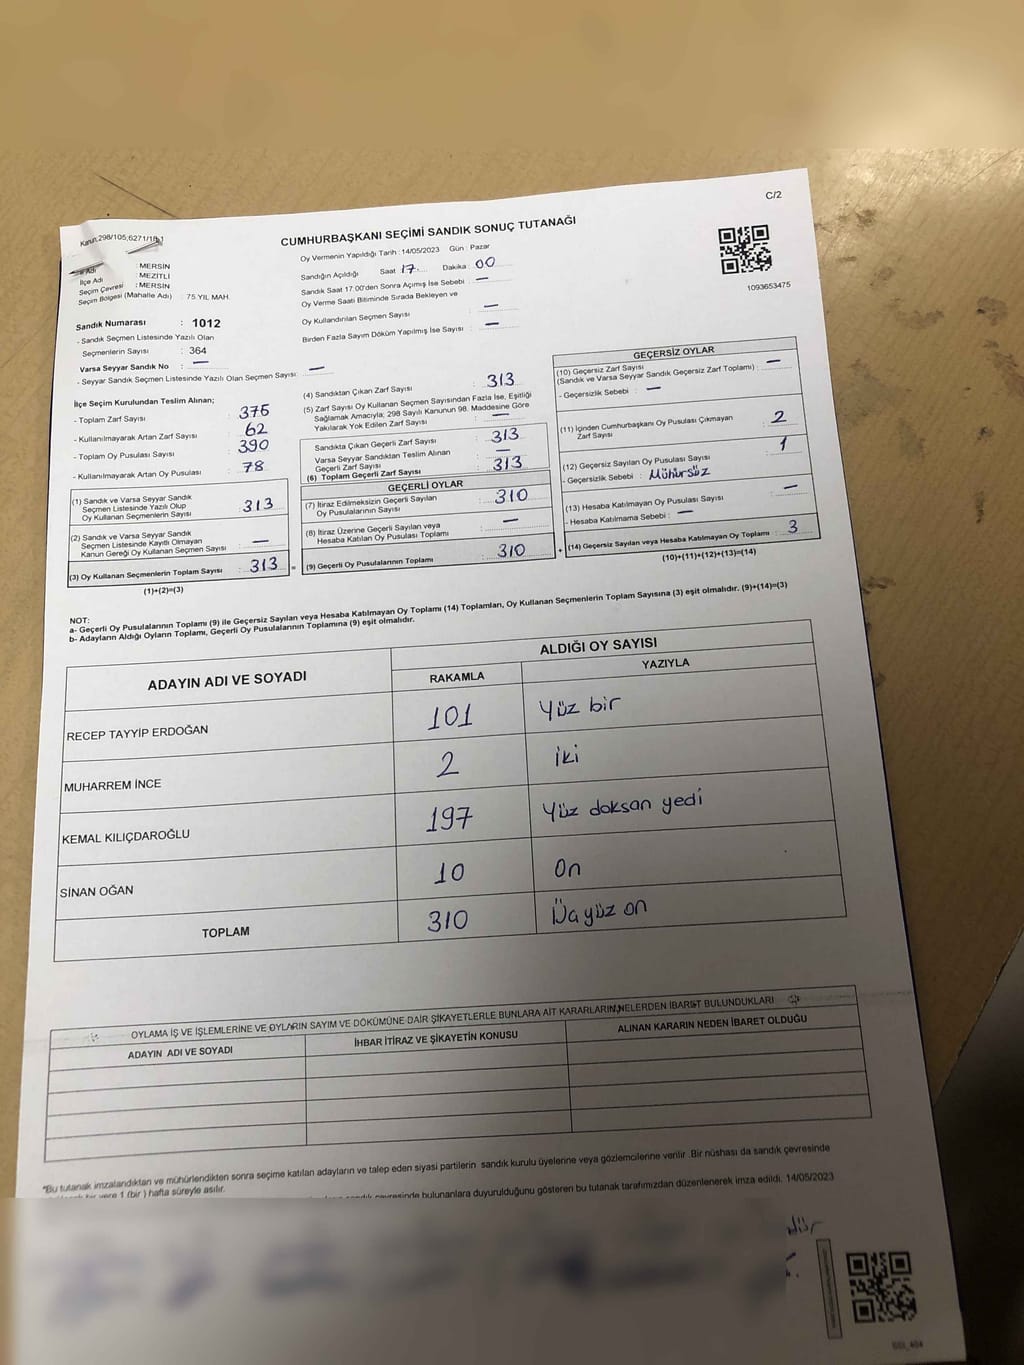 C/2
Kanun:298/105;6271/18,1
CUMHURBAŞKANI SEÇİMİ SANDIK SONUÇ TUTANAĞI
Adı : MERSİN
İlçe Adı : MEZİTLİ
Seçim Çevresi : MERSİN
Seçim Bölgesi (Mahalle Adı) : 75 YIL MAH.
Oy Vermenin Yapıldığı Tarih :14/05/2023 Gün : Pazar
Sandığın Açıldığı Saat 17 Dakika 00
Sandık Saat 17.00'den Sonra Açılmış İse Sebebi : —
Oy Verme Saati Bitiminde Sırada Bekleyen ve
Oy Kullandırılan Seçmen Sayısı : —
Birden Fazla Sayım Döküm Yapılmış İse Sayısı : —
1093653475
Sandık Numarası : 1012
- Sandık Seçmen Listesinde Yazılı Olan
Seçmenlerin Sayısı : 364
Varsa Seyyar Sandık No : —
- Seyyar Sandık Seçmen Listesinde Yazılı Olan Seçmen Sayısı: —
İlçe Seçim Kurulundan Teslim Alınan;
- Toplam Zarf Sayısı : 375
- Kullanılmayarak Artan Zarf Sayısı : 62
- Toplam Oy Pusulası Sayısı : 390
- Kullanılmayarak Artan Oy Pusulası : 78
(1) Sandık ve Varsa Seyyar Sandık
Seçmen Listesinde Yazılı Olup
Oy Kullanan Seçmenlerin Sayısı : 313
(2) Sandık ve Varsa Seyyar Sandık
Seçmen Listesinde Kayıtlı Olmayan
Kanun Gereği Oy Kullanan Seçmen Sayısı : —
(3) Oy Kullanan Seçmenlerin Toplam Sayısı : 313 =
(1)+(2)=(3)
(4) Sandıktan Çıkan Zarf Sayısı : 313
(5) Zarf Sayısı Oy Kullanan Seçmen Sayısından Fazla İse, Eşitliği
Sağlamak Amacıyla; 298 Sayılı Kanunun 98. Maddesine Göre
Yakılarak Yok Edilen Zarf Sayısı : —
Sandıkta Çıkan Geçerli Zarf Sayısı : 313
Varsa Seyyar Sandıktan Teslim Alınan
Geçerli Zarf Sayısı : —
(6) Toplam Geçerli Zarf Sayısı : 313
GEÇERLİ OYLAR
(7) İtiraz Edilmeksizin Geçerli Sayılan
Oy Pusulalarının Sayısı : 310
(8) İtiraz Üzerine Geçerli Sayılan veya
Hesaba Katılan Oy Pusulası Toplamı : —
(9) Geçerli Oy Pusulalarının Toplamı : 310 +
GEÇERSİZ OYLAR
(10) Geçersiz Zarf Sayısı : —
(Sandık ve Varsa Seyyar Sandık Geçersiz Zarf Toplamı)
- Geçersizlik Sebebi : —
(11) İçinden Cumhurbaşkanı Oy Pusulası Çıkmayan
Zarf Sayısı : 2
(12) Geçersiz Sayılan Oy Pusulası Sayısı : 1
- Geçersizlik Sebebi : Mühürsüz
(13) Hesaba Katılmayan Oy Pusulası Sayısı : —
- Hesaba Katılmama Sebebi : —
(14) Geçersiz Sayılan veya Hesaba Katılmayan Oy Toplamı : 3
(10)+(11)+(12)+(13)=(14)
NOT:
a- Geçerli Oy Pusulalarının Toplamı (9) ile Geçersiz Sayılan veya Hesaba Katılmayan Oy Toplamı (14) Toplamları, Oy Kullanan Seçmenlerin Toplam Sayısına (3) eşit olmalıdır. (9)+(14)=(3)
b- Adayların Aldığı Oyların Toplamı, Geçerli Oy Pusulalarının Toplamına (9) eşit olmalıdır.
ADAYIN ADI VE SOYADI
ALDIĞI OY SAYISI
RAKAMLA YAZIYLA
RECEP TAYYİP ERDOĞAN 101 Yüz bir
MUHARREM İNCE 2 iki
KEMAL KILIÇDAROĞLU 197 Yüz doksan yedi
SİNAN OĞAN 10 On
TOPLAM 310 Üç yüz on
OYLAMA İŞ VE İŞLEMLERİNE VE OYLARIN SAYIM VE DÖKÜMÜNE DAİR ŞİKAYETLERLE BUNLARA AİT KARARLARIN NELERDEN İBARET BULUNDUKLARI
ADAYIN ADI VE SOYADI İHBAR İTİRAZ VE ŞİKAYETİN KONUSU ALINAN KARARIN NEDEN İBARET OLDUĞU
*Bu tutanak imzalandıktan ve mühürlendikten sonra seçime katılan adayların ve talep eden siyasi partilerin sandık kurulu üyelerine veya gözlemcilerine verilir .Bir nüshası da sandık çevresinde
bir yere 1 (bir ) hafta süreyle asılır.
sandık çevresinde bulunanlara duyurulduğunu gösteren bu tutanak tarafımızdan düzenlenerek imza edildi. 14/05/2023